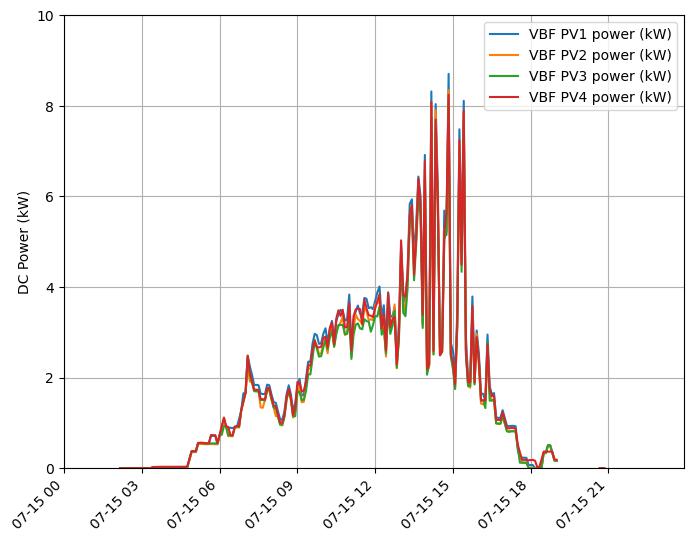 10
8
6
4
2
0
DC Power (kW)
VBF PV1 power (kW)
VBF PV2 power (kW)
VBF PV3 power (kW)
VBF PV4 power (kW)
07-15 00
07-15 03
07-15 06
07-15 09
07-15 12
07-15 15
07-15 18
07-15 21